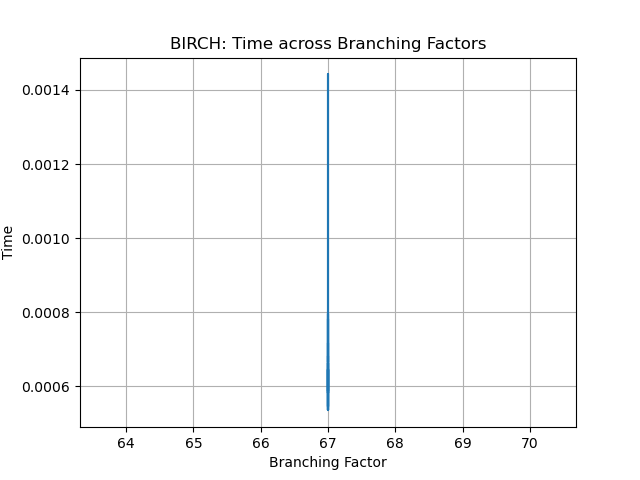 BIRCH: Time across Branching Factors
0.0014
0.0012
0.0010
0.0008
0.0006
Time
64 65 66 67 68 69 70
Branching Factor